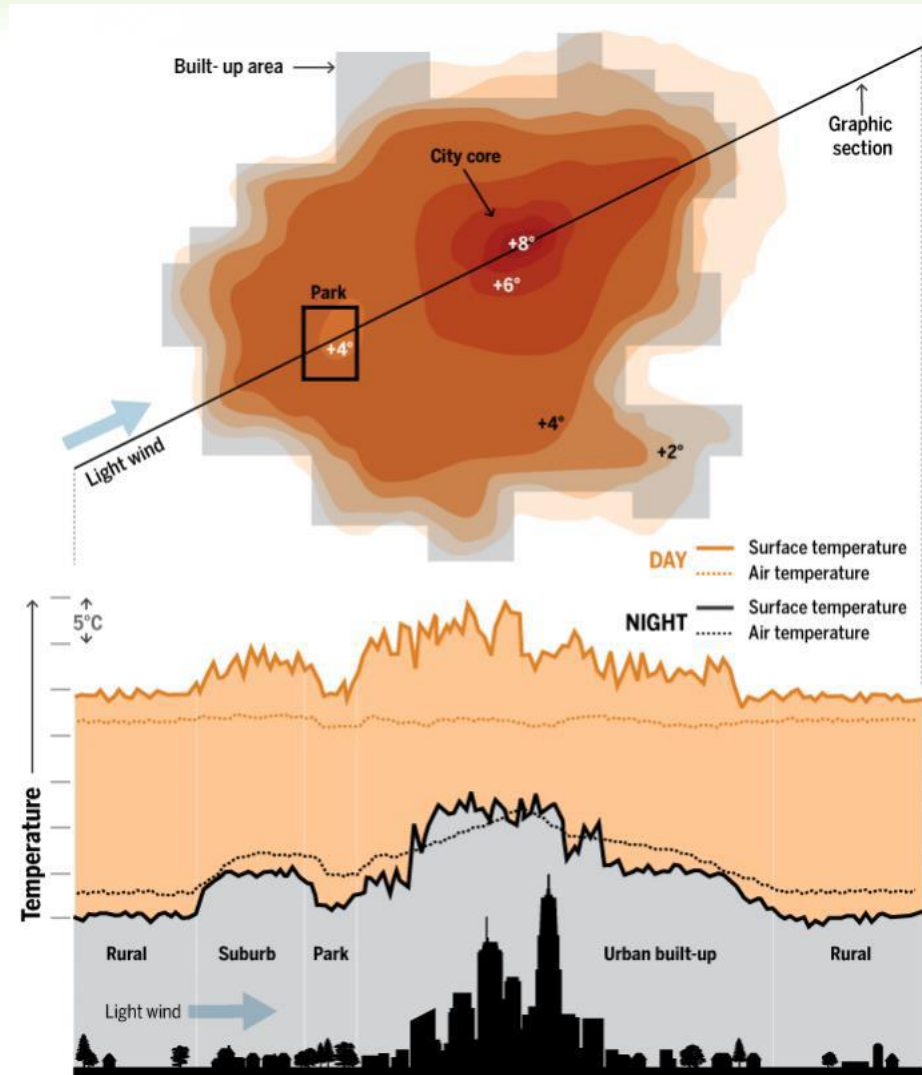 Built- up area
Graphic
section
City core
+8°
+6°
Park
+4°
+4°
+2°
Light wind
DAY
Surface temperature
Air temperature
NIGHT
Surface temperature
Air temperature
5°C
Temperature
Rural
Suburb
Park
Urban built-up
Rural
Light wind